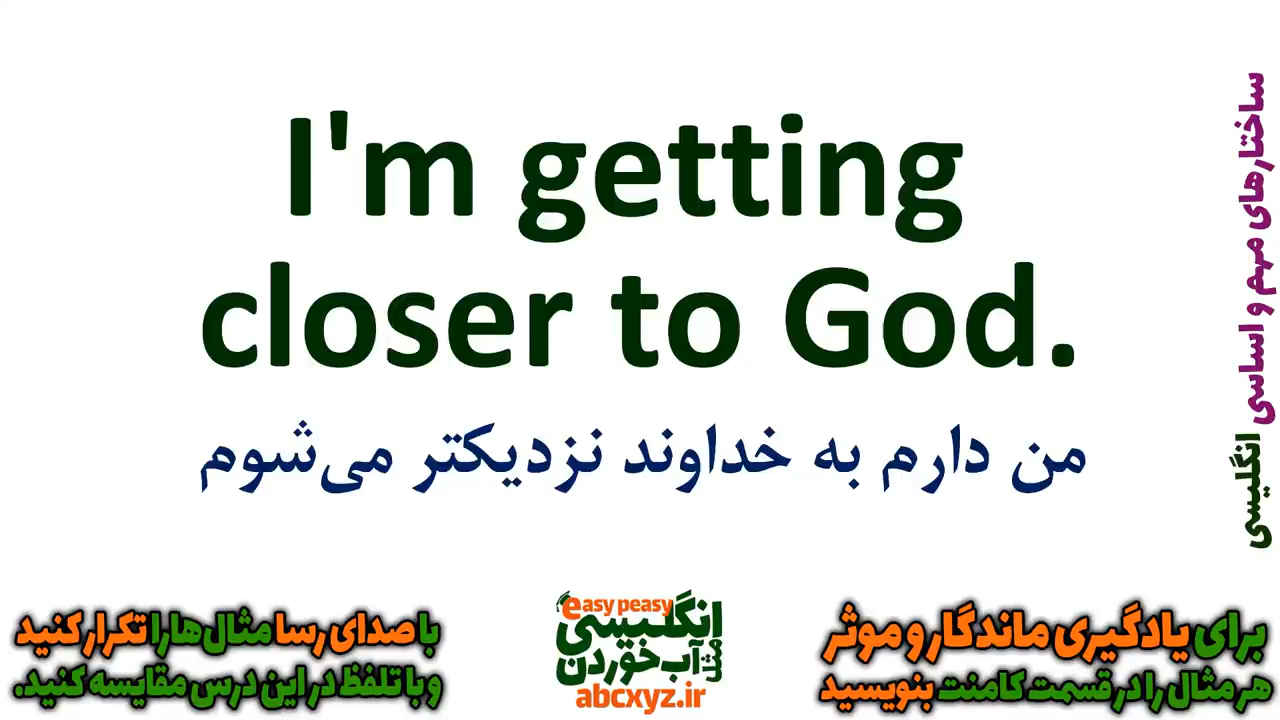 I'm getting
closer to God.
من دارم به خداوند نزدیکتر می‌شوم
ساختارهای مهم و اساسی انگلیسی
برای یادگیری ماندگار و موثر
هر مثال را در قسمت کامنت بنویسید
easy peasy
انگلیسی
مثل آب خوردن
abcxyz.ir
با صدای رسا مثال‌ها را تکرار کنید
و با تلفظ در این درس مقایسه کنید.